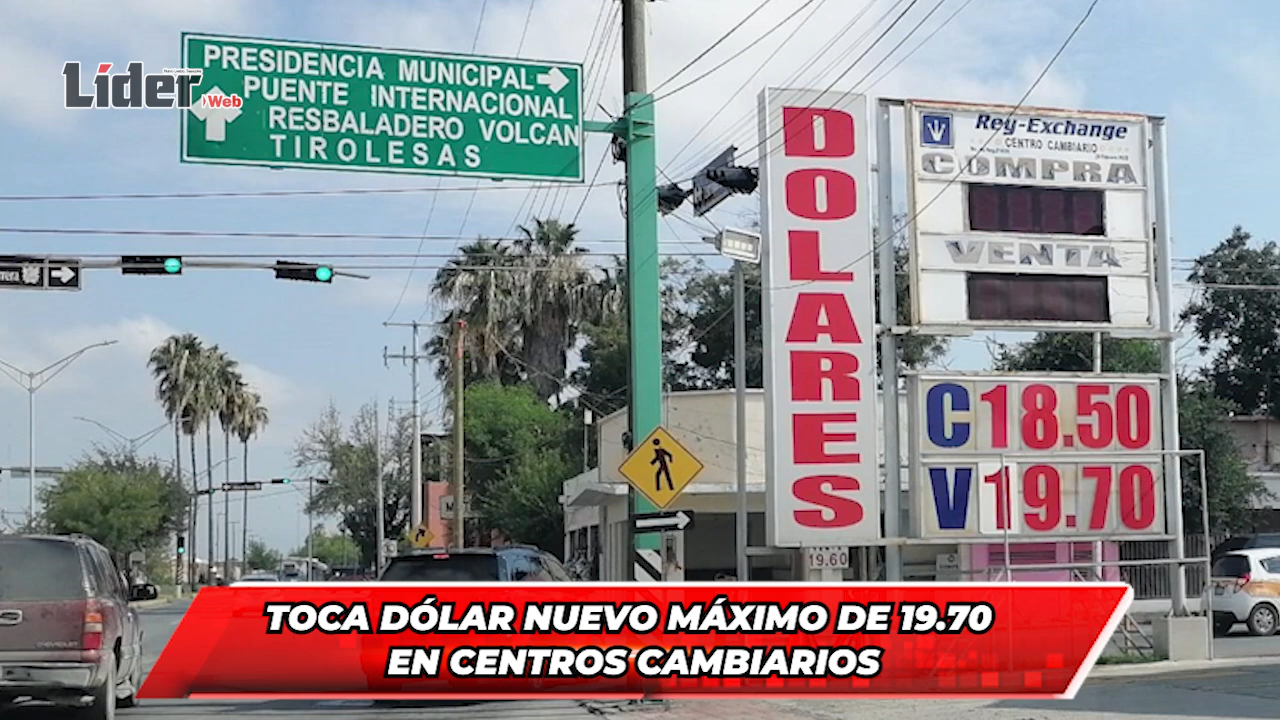 Líder
Web
PRESIDENCIA MUNICIPAL
PUENTE INTERNACIONAL
RESBALADERO VOLCAN
TIROLESAS
DOLARES
Rey-Exchange
CENTRO CAMBIARIO
COMPRA
VENTA
C 18.50
V 19.70
19.60
TOCA DÓLAR NUEVO MÁXIMO DE 19.70
EN CENTROS CAMBIARIOS